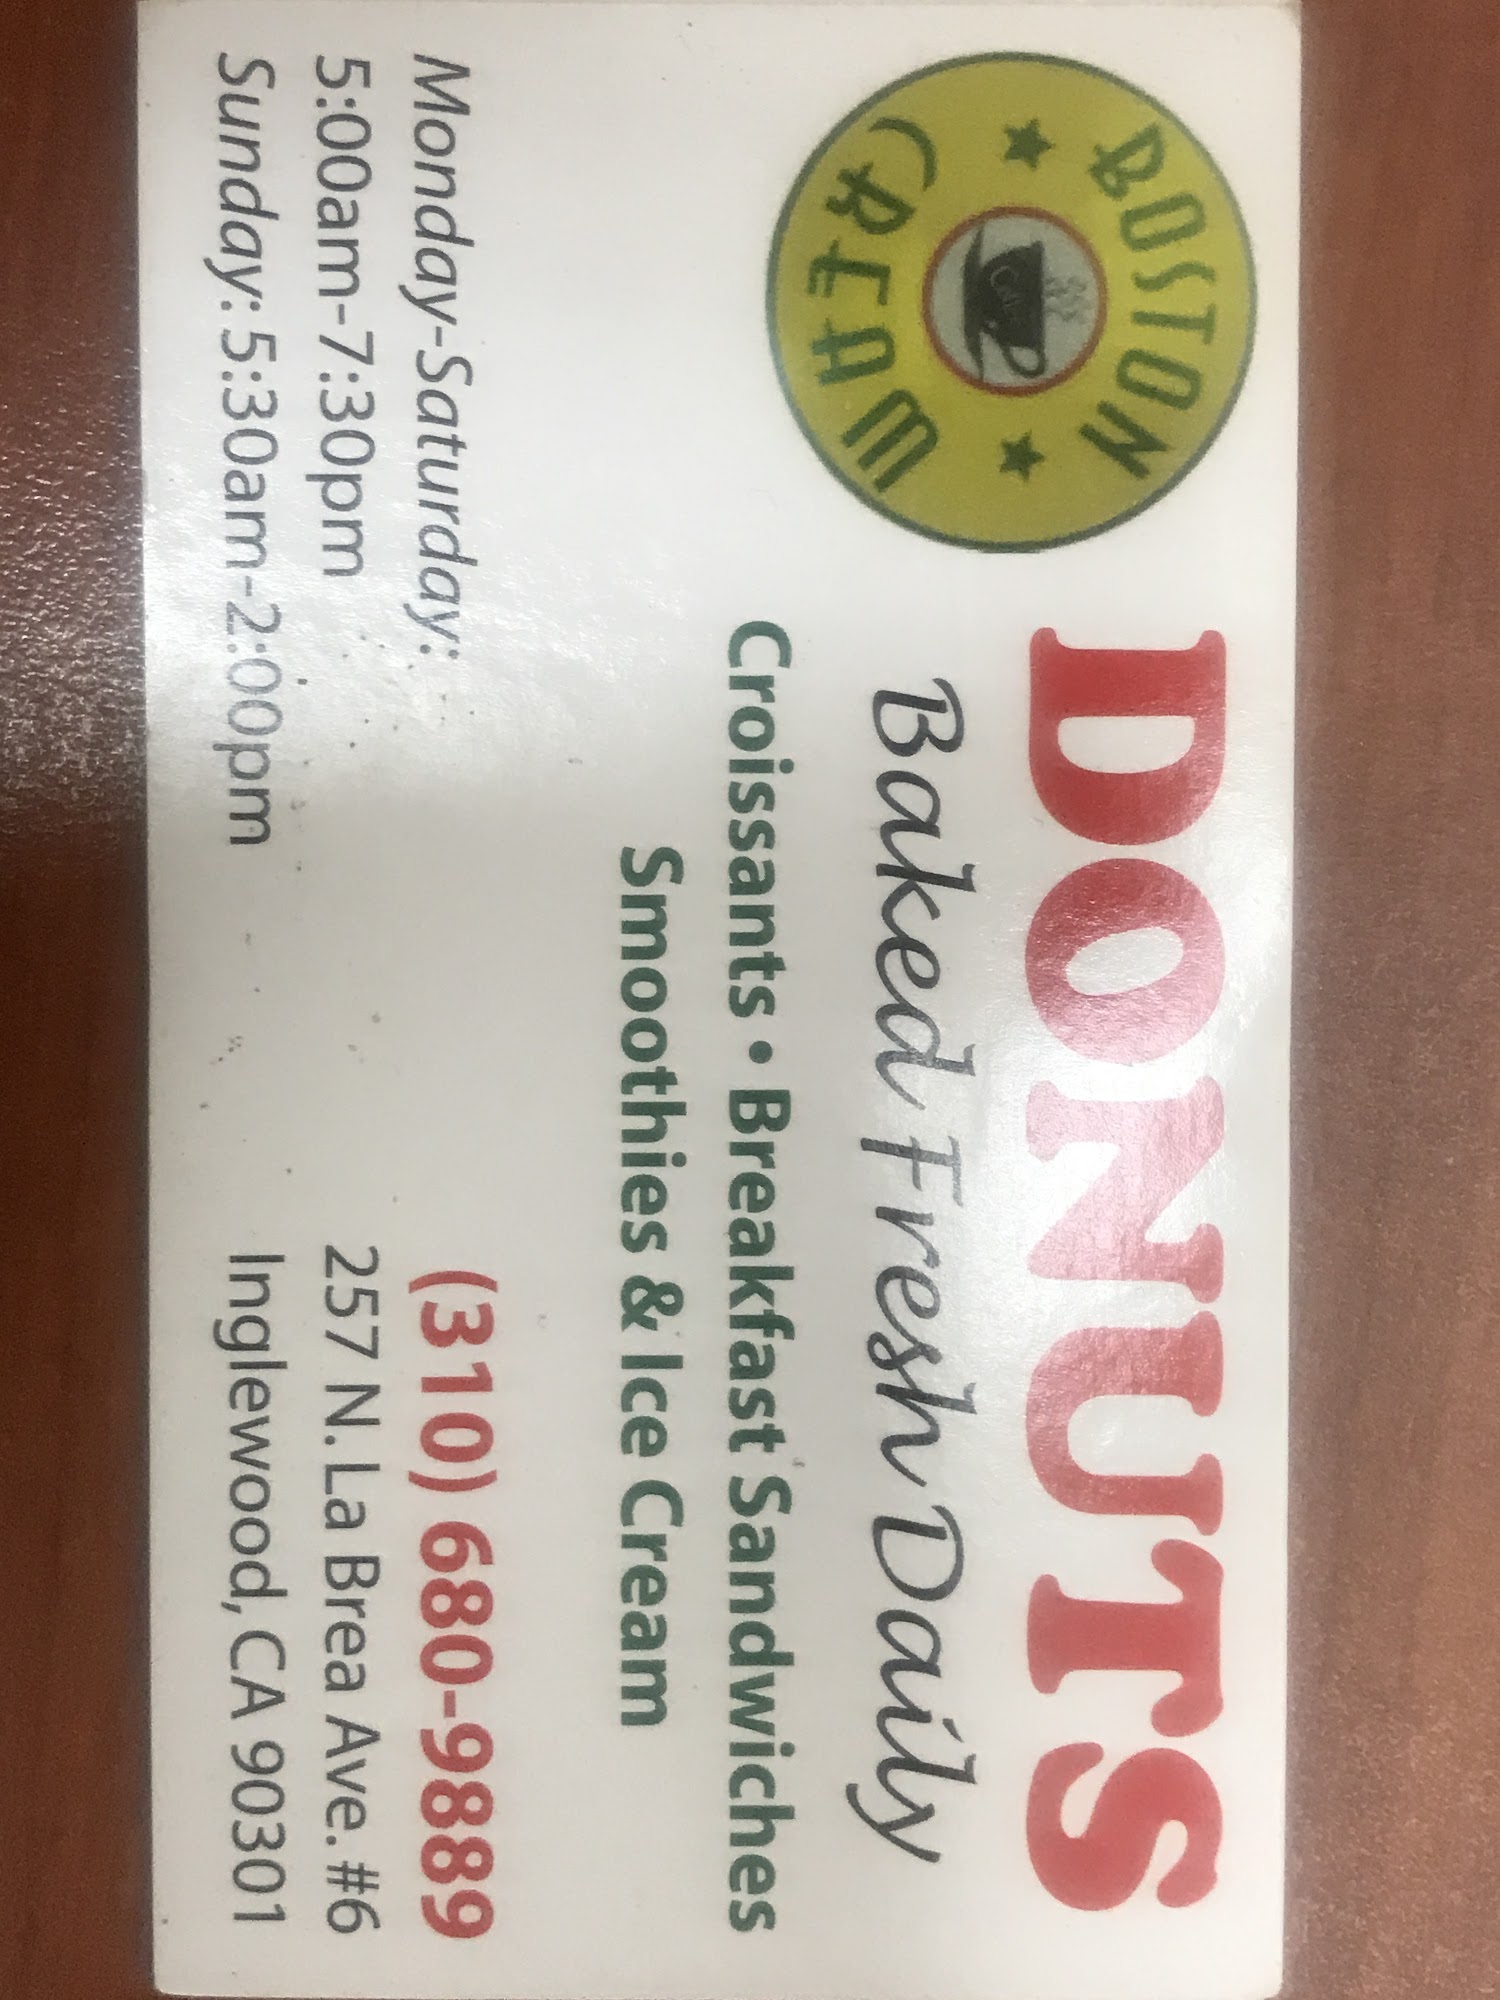 BOSTON
CREAM
DONUTS
Baked Fresh Daily
Croissants • Breakfast Sandwiches
Smoothies & Ice Cream
Monday-Saturday:
5:00am-7:30pm
Sunday: 5:30am-2:00pm
(310) 680-9889
257 N. La Brea Ave. #6
Inglewood, CA 90301